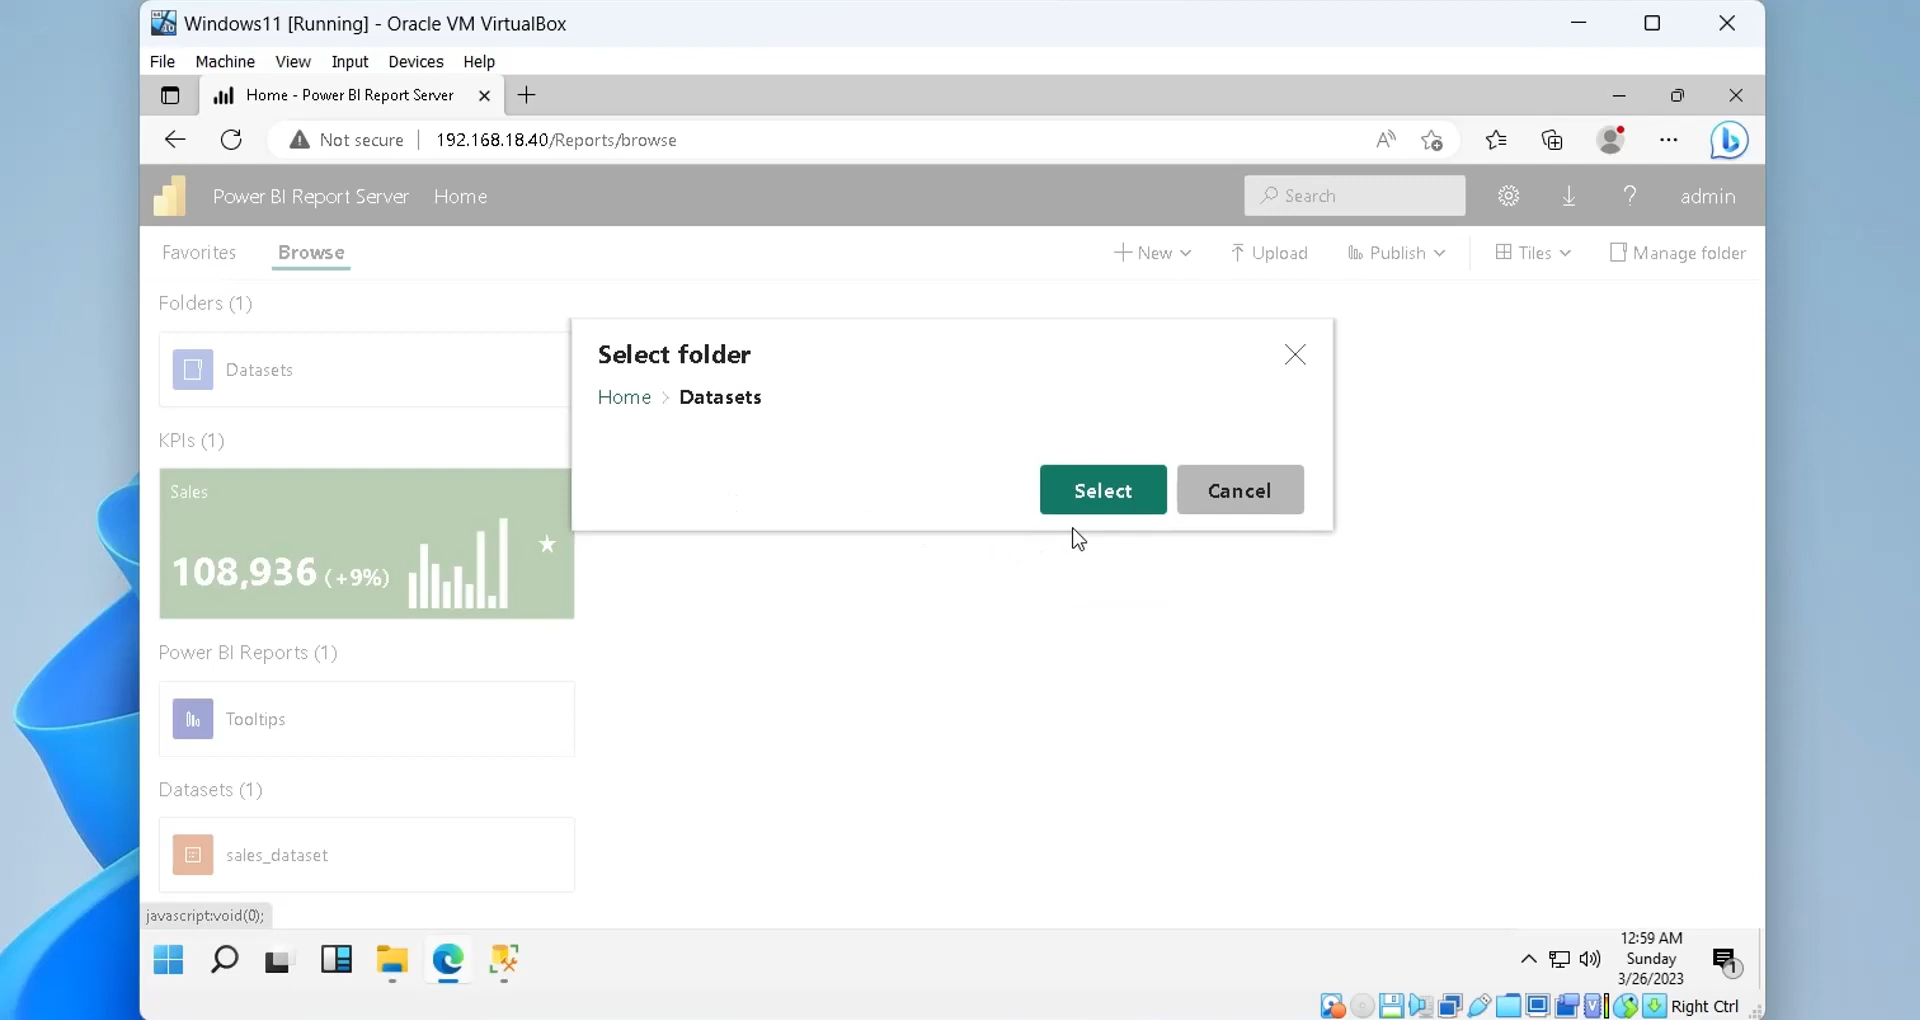 Windows11 [Running] - Oracle VM VirtualBox
File Machine View Input Devices Help
Home - Power BI Report Server
Not secure 192.168.18.40/Reports/browse
Power BI Report Server Home Search ? admin
Favorites Browse New Upload Publish Tiles Manage folder
Folders (1)
Datasets
KPIs (1)
Sales
108,936 (+9%)
Power BI Reports (1)
Tooltips
Datasets (1)
sales_dataset
Select folder
Home > Datasets
Select Cancel
javascript:void(0);
12:59 AM
Sunday
3/26/2023
1
Right Ctrl